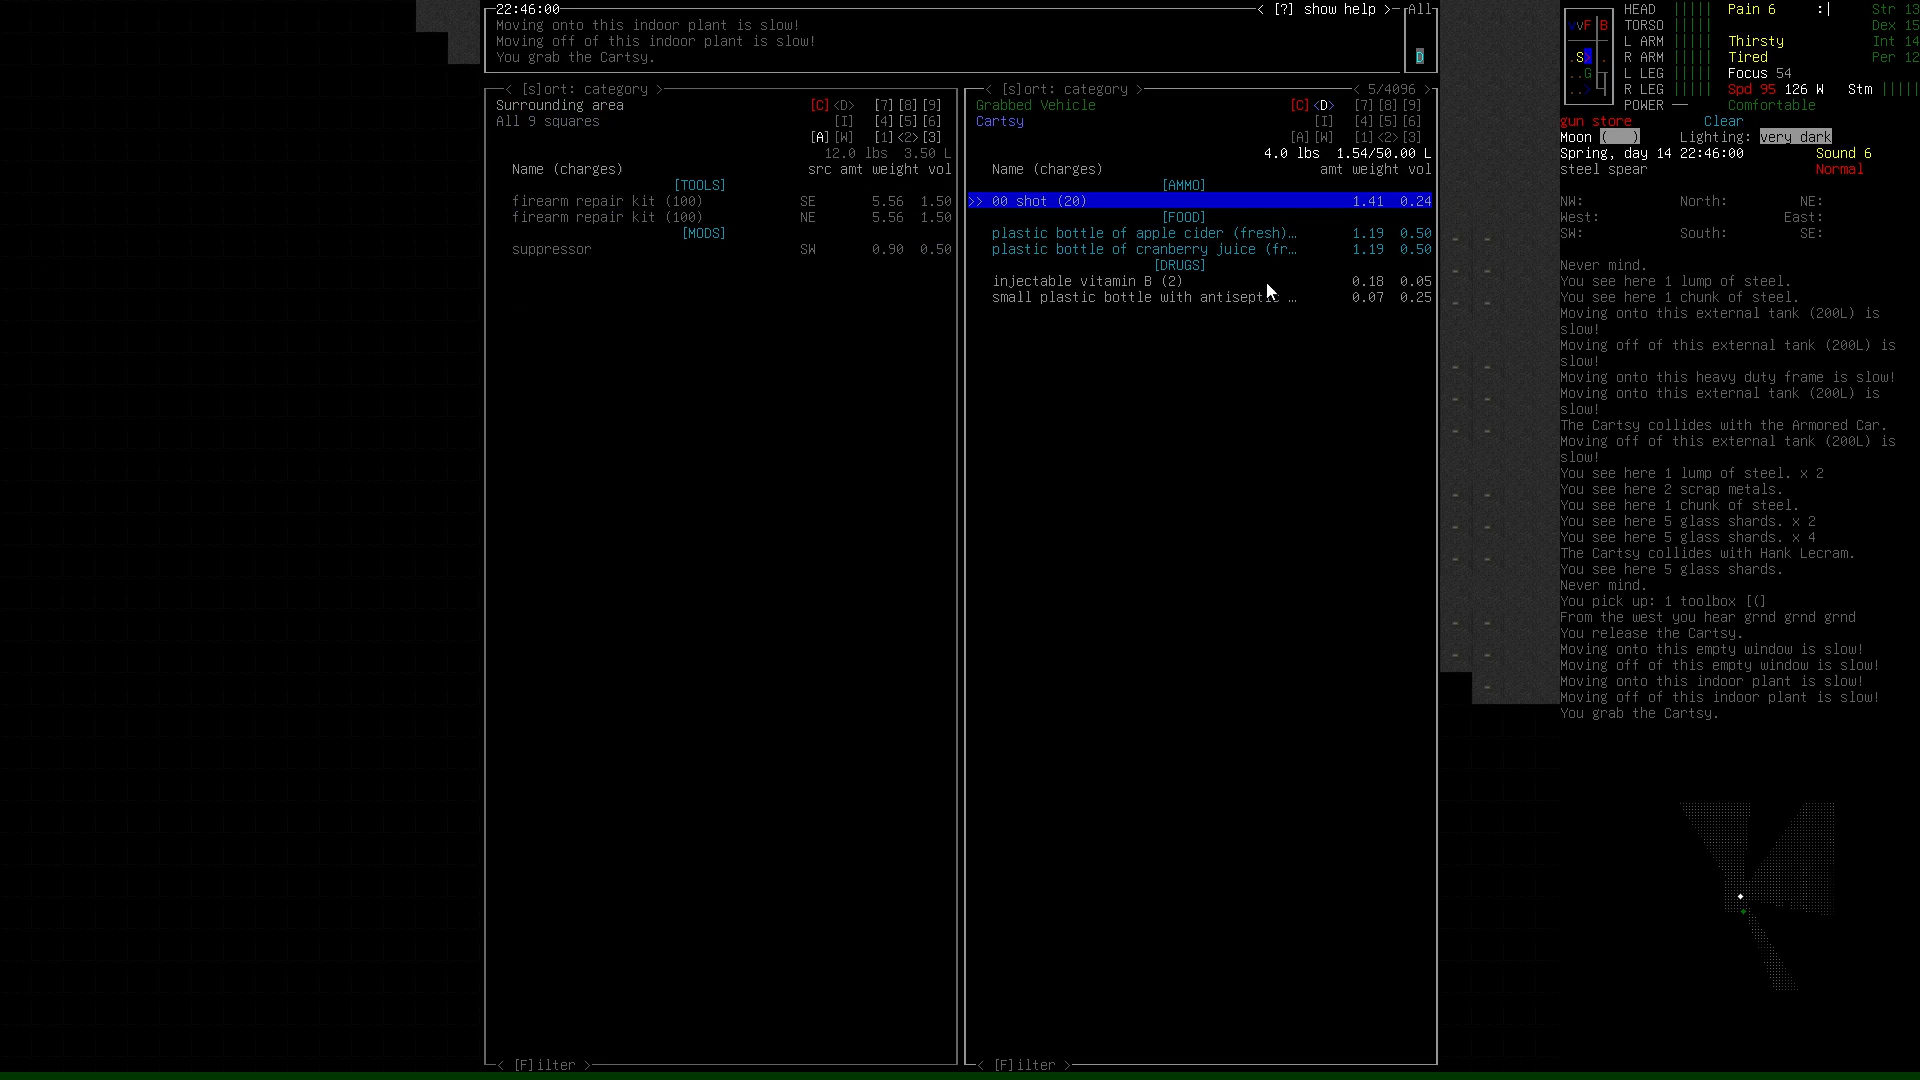 22:46:00 < [?] show help > All
Moving onto this indoor plant is slow!
Moving off of this indoor plant is slow!
You grab the Cartsy. D
< [s]ort: category >
Surrounding area [C]<D> [7][8][9]
All 9 squares [I] [4][5][6]
[A][W] [1]<2>[3]
12.0 lbs 3.50 L
Name (charges) src amt weight vol
[TOOLS]
firearm repair kit (100) SE 5.56 1.50
firearm repair kit (100) NE 5.56 1.50
[MODS]
suppressor SW 0.90 0.50
< [F]ilter >
< [s]ort: category > < 5/4096 >
Grabbed Vehicle [C]<D> [7][8][9]
Cartsy [I] [4][5][6]
[A][W] [1]<2>[3]
4.0 lbs 1.54/50.00 L
Name (charges) amt weight vol
[AMMO]
>> 00 shot (20) 1.41 0.24
[FOOD]
plastic bottle of apple cider (fresh)… 1.19 0.50
plastic bottle of cranberry juice (fr… 1.19 0.50
[DRUGS]
injectable vitamin B (2) 0.18 0.05
small plastic bottle with antiseptic … 0.07 0.25
< [F]ilter >
HEAD ||||| Pain 6 :| Str 13
TORSO ||||| Dex 15
L ARM ||||| Thirsty Int 14
R ARM ||||| Tired Per 12
L LEG ||||| Focus 54
R LEG ||||| Spd 95 126 W Stm |||||
POWER — Comfortable
gun store Clear
Moon (   ) Lighting: very dark
Spring, day 14 22:46:00 Sound 6
steel spear Normal
NW: North: NE:
West: East:
SW: South: SE:
Never mind.
You see here 1 lump of steel.
You see here 1 chunk of steel.
Moving onto this external tank (200L) is
slow!
Moving off of this external tank (200L) is
slow!
Moving onto this heavy duty frame is slow!
Moving onto this external tank (200L) is
slow!
The Cartsy collides with the Armored Car.
Moving off of this external tank (200L) is
slow!
You see here 1 lump of steel. x 2
You see here 2 scrap metals.
You see here 1 chunk of steel.
You see here 5 glass shards. x 2
You see here 5 glass shards. x 4
The Cartsy collides with Hank Lecram.
You see here 5 glass shards.
Never mind.
You pick up: 1 toolbox [(]
From the west you hear grnd grnd grnd
You release the Cartsy.
Moving onto this empty window is slow!
Moving off of this empty window is slow!
Moving onto this indoor plant is slow!
Moving off of this indoor plant is slow!
You grab the Cartsy.